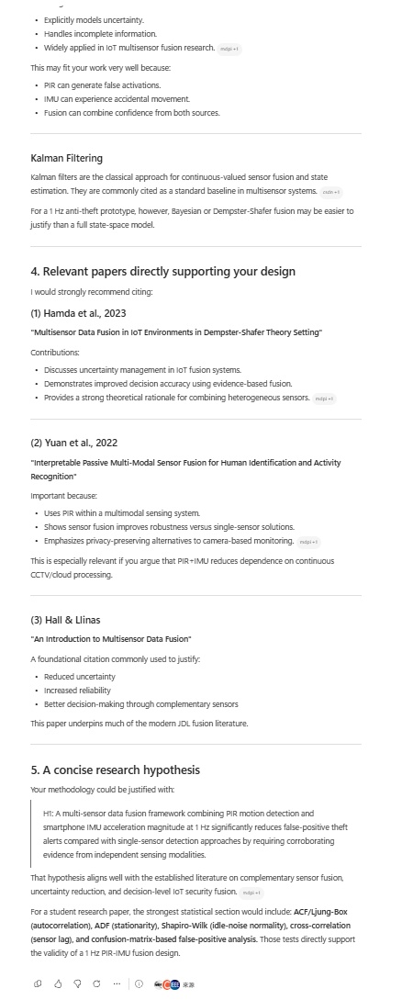 • Explicitly models uncertainty.
• Handles incomplete information.
• Widely applied in IoT multisensor fusion research. mdpi +1
This may fit your work very well because:
• PIR can generate false activations.
• IMU can experience accidental movement.
• Fusion can combine confidence from both sources.
Kalman Filtering
Kalman filters are the classical approach for continuous-valued sensor fusion and state
estimation. They are commonly cited as a standard baseline in multisensor systems.
For a 1 Hz anti-theft prototype, however, Bayesian or Dempster-Shafer fusion may be easier to
justify than a full state-space model.
4. Relevant papers directly supporting your design
I would strongly recommend citing:
(1) Hamda et al., 2023
"Multisensor Data Fusion in IoT Environments in Dempster-Shafer Theory Setting"
Contributions:
• Discusses uncertainty management in IoT fusion systems.
• Demonstrates improved decision accuracy using evidence-based fusion.
• Provides a strong theoretical rationale for combining heterogeneous sensors. mdpi +1
(2) Yuan et al., 2022
"Interpretable Passive Multi-Modal Sensor Fusion for Human Identification and Activity
Recognition"
Important because:
• Uses PIR within a multimodal sensing system.
• Shows sensor fusion improves robustness versus single-sensor solutions.
• Emphasizes privacy-preserving alternatives to camera-based monitoring. mdpi +1
This is especially relevant if you argue that PIR+IMU reduces dependence on continuous
CCTV/cloud processing.
(3) Hall & Llinas
"An Introduction to Multisensor Data Fusion"
A foundational citation commonly used to justify:
• Reduced uncertainty
• Increased reliability
• Better decision-making through complementary sensors
This paper underpins much of the modern JDL fusion literature.
5. A concise research hypothesis
Your methodology could be justified with:
H1: A multi-sensor data fusion framework combining PIR motion detection and
smartphone IMU acceleration magnitude at 1 Hz significantly reduces false-positive theft
alerts compared with single-sensor detection approaches by requiring corroborating
evidence from independent sensing modalities.
That hypothesis aligns well with the established literature on complementary sensor fusion,
uncertainty reduction, and decision-level IoT security fusion. mdpi +1
For a student research paper, the strongest statistical section would include: ACF/Ljung-Box
(autocorrelation), ADF (stationarity), Shapiro-Wilk (idle-noise normality), cross-correlation
(sensor lag), and confusion-matrix-based false-positive analysis. Those tests directly support
the validity of a 1 Hz PIR-IMU fusion design.
來源